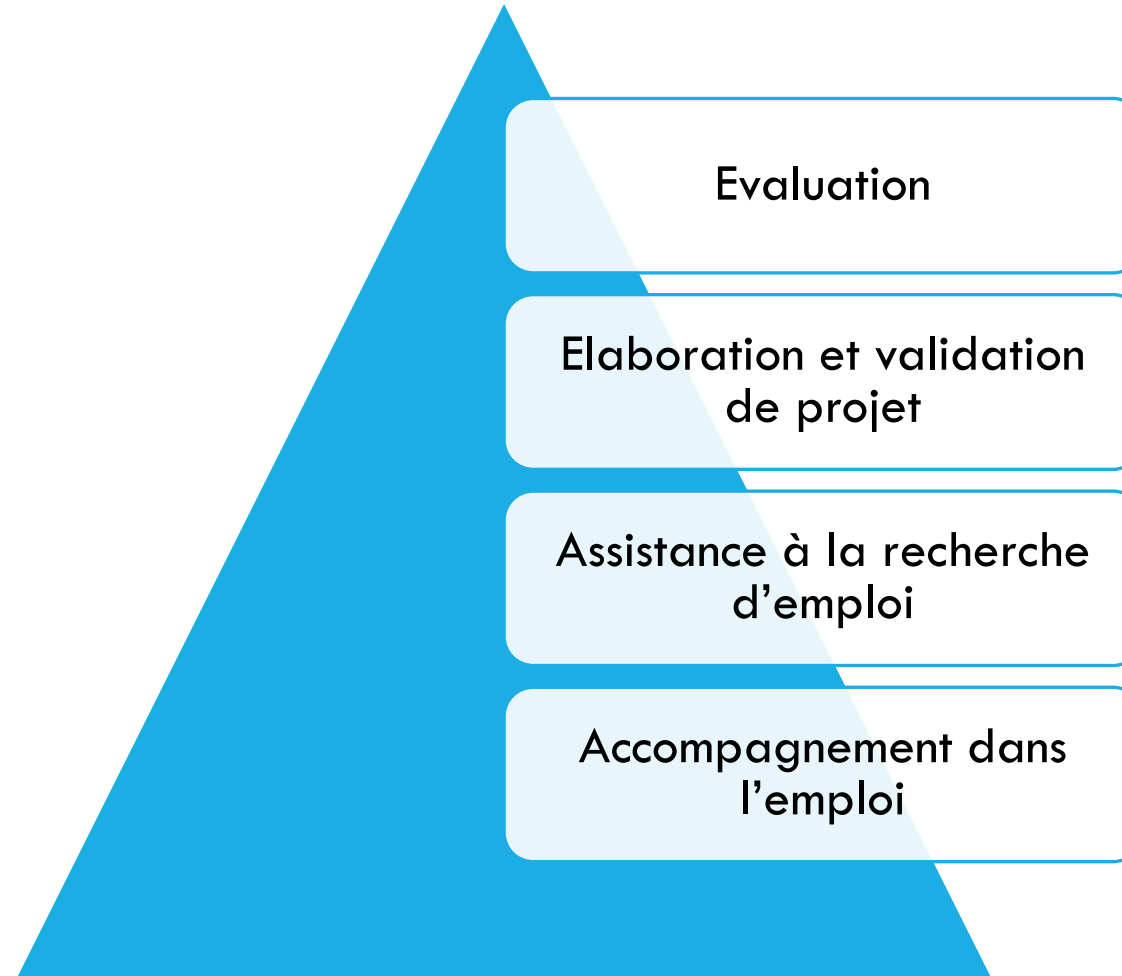 Evaluation
Elaboration et validation
de projet
Assistance à la recherche
d’emploi
Accompagnement dans
l’emploi